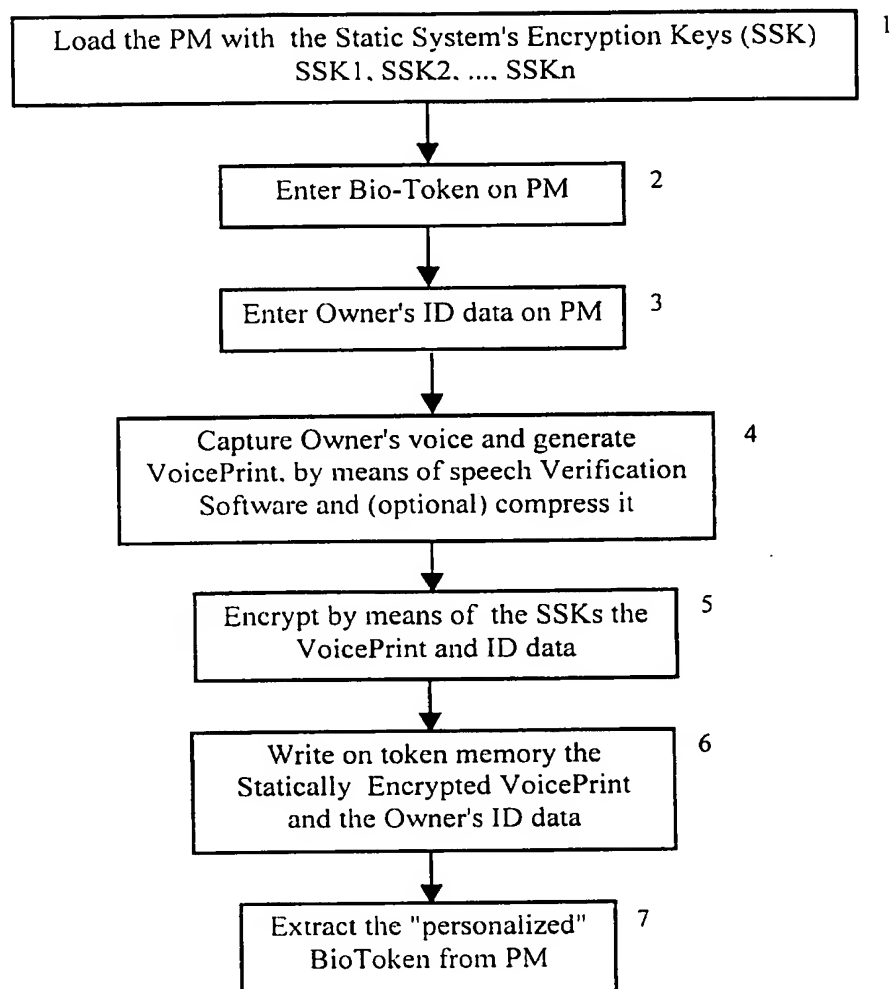 Load the PM with the Static System's Encryption Keys (SSK)
SSK1, SSK2, ..., SSKn
1
Enter Bio-Token on PM
2
Enter Owner's ID data on PM
3
Capture Owner's voice and generate
VoicePrint, by means of speech Verification
Software and (optional) compress it
4
Encrypt by means of the SSKs the
VoicePrint and ID data
5
Write on token memory the
Statically Encrypted VoicePrint
and the Owner's ID data
6
Extract the "personalized"
BioToken from PM
7